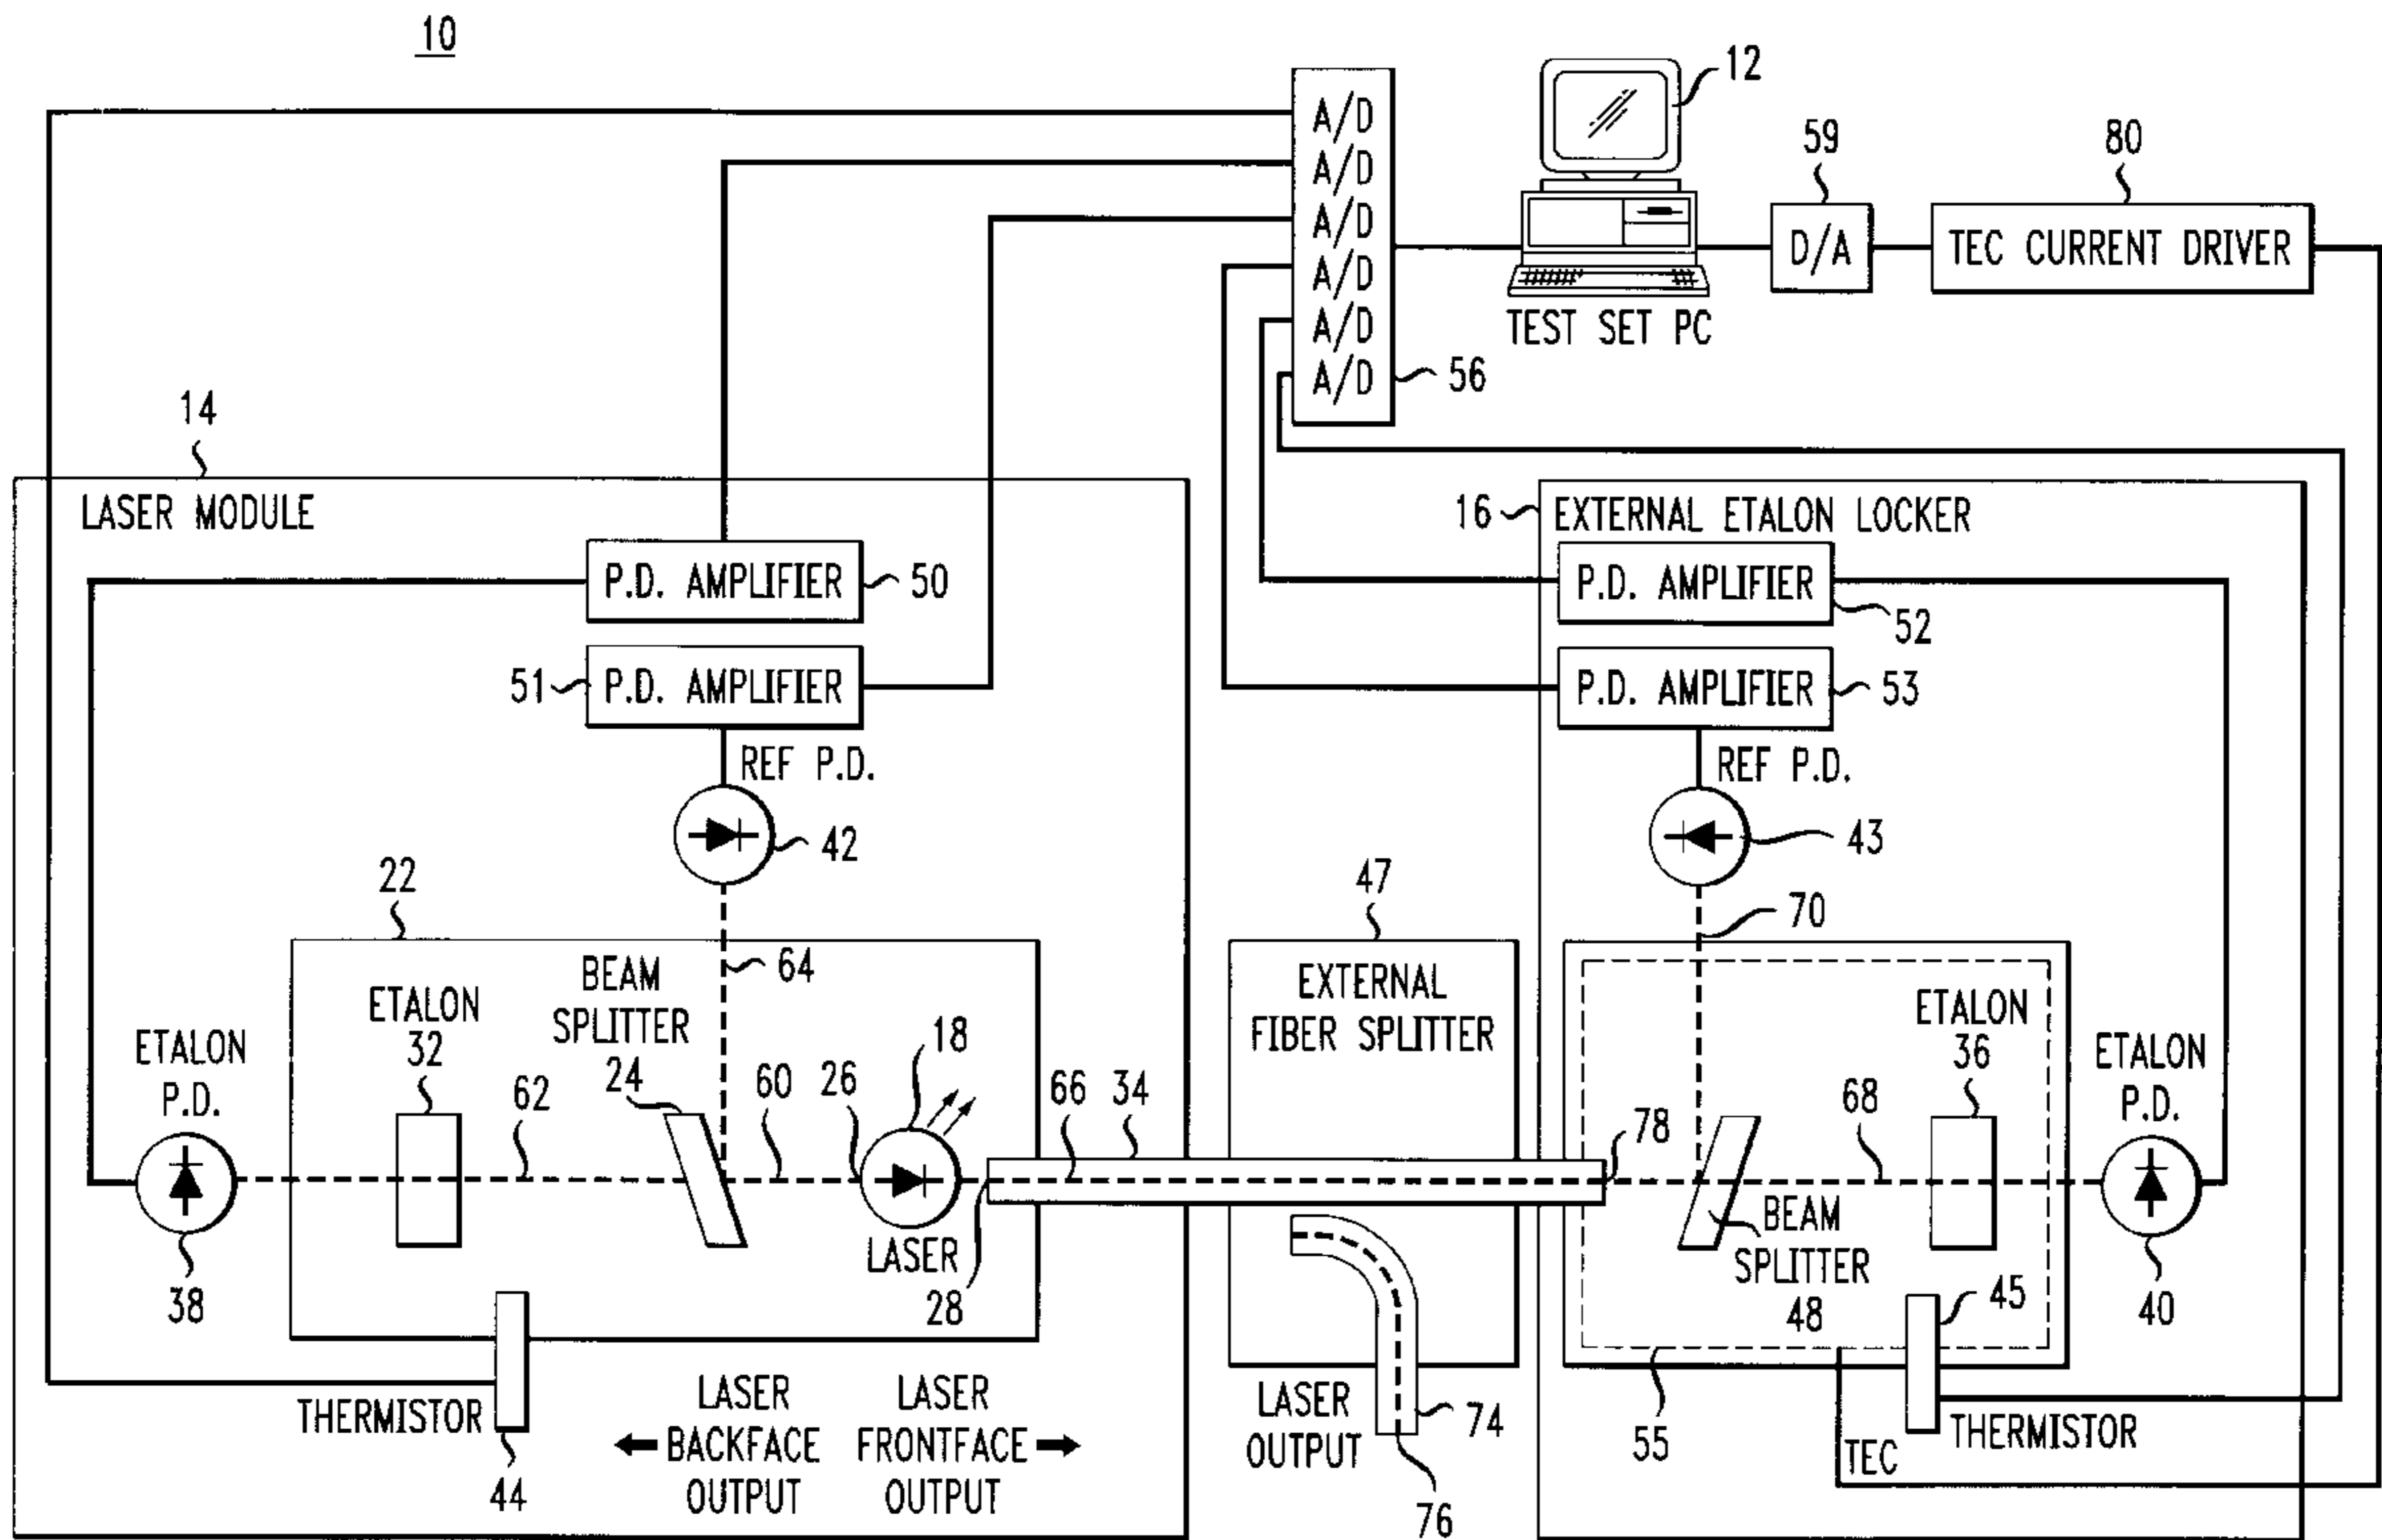 10
12
A/D
A/D
A/D
A/D
A/D
A/D
56
TEST SET PC
59
D/A
80
TEC CURRENT DRIVER
14
LASER MODULE
P.D. AMPLIFIER
50
51
P.D. AMPLIFIER
REF P.D.
42
22
64
BEAM
SPLITTER
24
ETALON
32
ETALON
P.D.
38
62
60
26
18
LASER
28
66
34
THERMISTOR
44
LASER
BACKFACE
OUTPUT
LASER
FRONTFACE
OUTPUT
47
EXTERNAL
FIBER SPLITTER
LASER
OUTPUT
74
76
16
EXTERNAL ETALON LOCKER
P.D. AMPLIFIER
52
P.D. AMPLIFIER
53
REF P.D.
43
70
78
68
ETALON
36
ETALON
P.D.
40
BEAM
SPLITTER
48
45
55
TEC
THERMISTOR